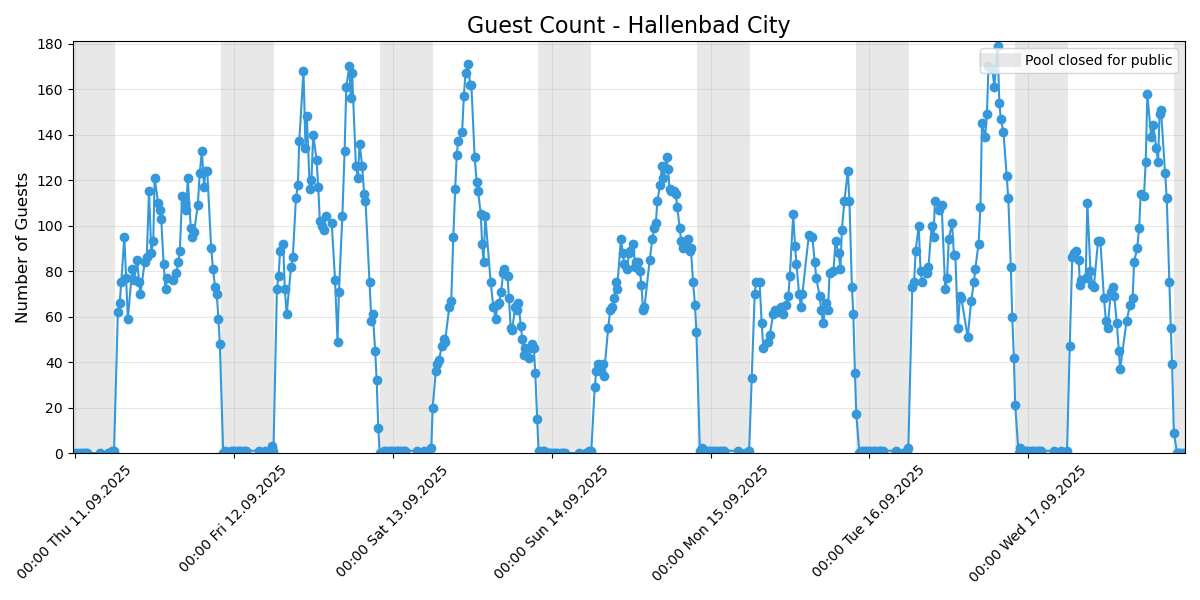 Guest Count - Hallenbad City
Pool closed for public
Number of Guests
180
160
140
120
100
80
60
40
20
0
00:00 Thu 11.09.2025
00:00 Fri 12.09.2025
00:00 Sat 13.09.2025
00:00 Sun 14.09.2025
00:00 Mon 15.09.2025
00:00 Tue 16.09.2025
00:00 Wed 17.09.2025